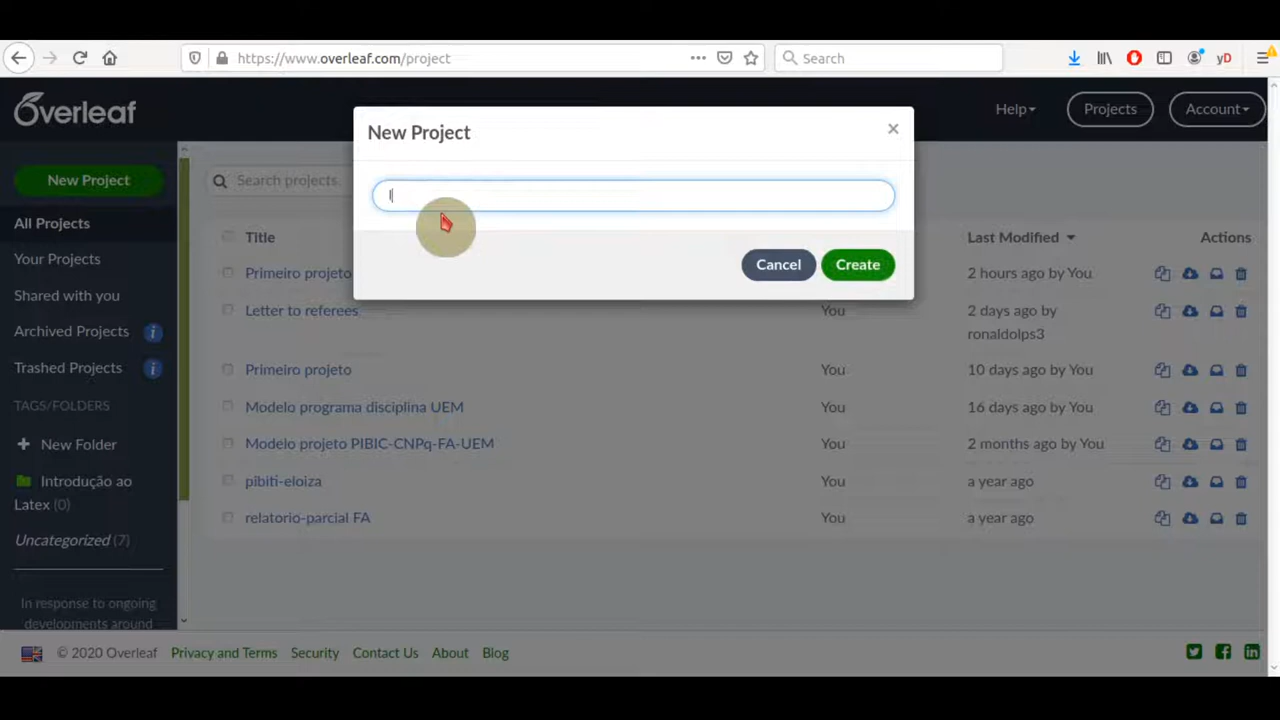 https://www.overleaf.com/project
Search
yD
Overleaf
Help
Projects
Account
New Project
×
New Project
Search projects
I
Cancel
Create
All Projects
Your Projects
Shared with you
Archived Projects i
Trashed Projects i
TAGS/FOLDERS
New Folder
Introdução ao
Latex (0)
Uncategorized (7)
In response to ongoing
developments around
Title Last Modified Actions
Primeiro projeto 2 hours ago by You
Letter to referees You 2 days ago by
ronaldolps3
Primeiro projeto You 10 days ago by You
Modelo programa disciplina UEM You 16 days ago by You
Modelo projeto PIBIC-CNPq-FA-UEM You 2 months ago by You
pibiti-eloiza You a year ago
relatorio-parcial FA You a year ago
© 2020 Overleaf Privacy and Terms Security Contact Us About Blog